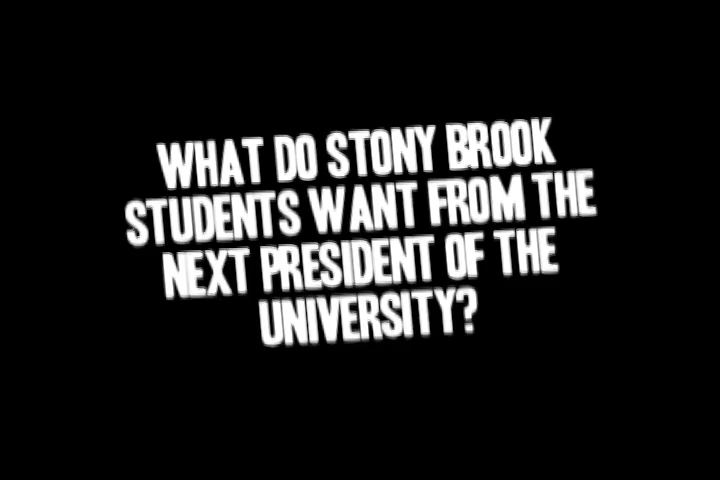 WHAT DO STONY BROOK
STUDENTS WANT FROM THE
NEXT PRESIDENT OF THE
UNIVERSITY?